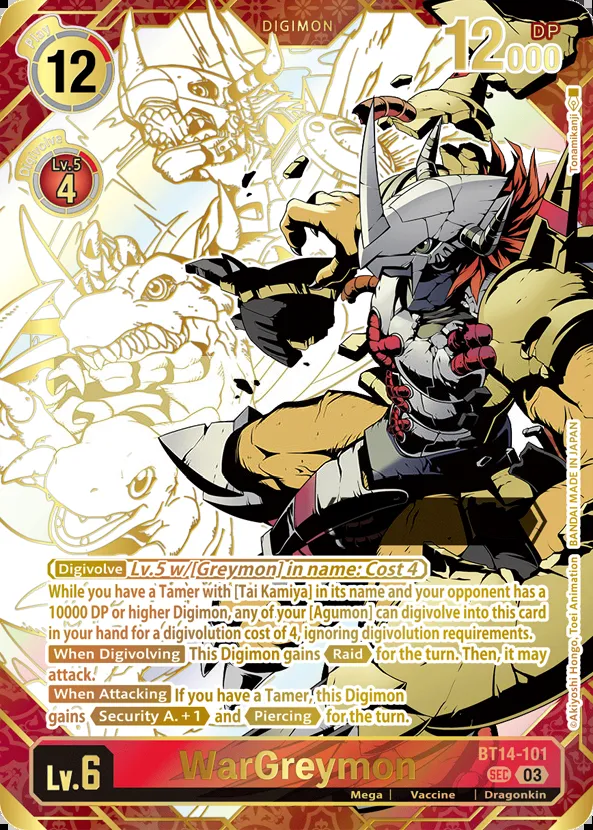 DIGIMON
Play
12
DP
12000
Digivolve
Lv.5
4
Tonamikanji
Digivolve Lv.5 w/[Greymon] in name: Cost 4
While you have a Tamer with [Tai Kamiya] in its name and your opponent has a
10000 DP or higher Digimon, any of your [Agumon] can digivolve into this card
in your hand for a digivolution cost of 4, ignoring digivolution requirements.
When Digivolving This Digimon gains Raid for the turn. Then, it may
attack.
When Attacking If you have a Tamer, this Digimon
gains Security A. +1 and Piercing for the turn.
©Akiyoshi Hongo, Toei Animation BANDAI MADE IN JAPAN
Lv.6
WarGreymon
BT14-101
SEC 03
Mega | Vaccine | Dragonkin